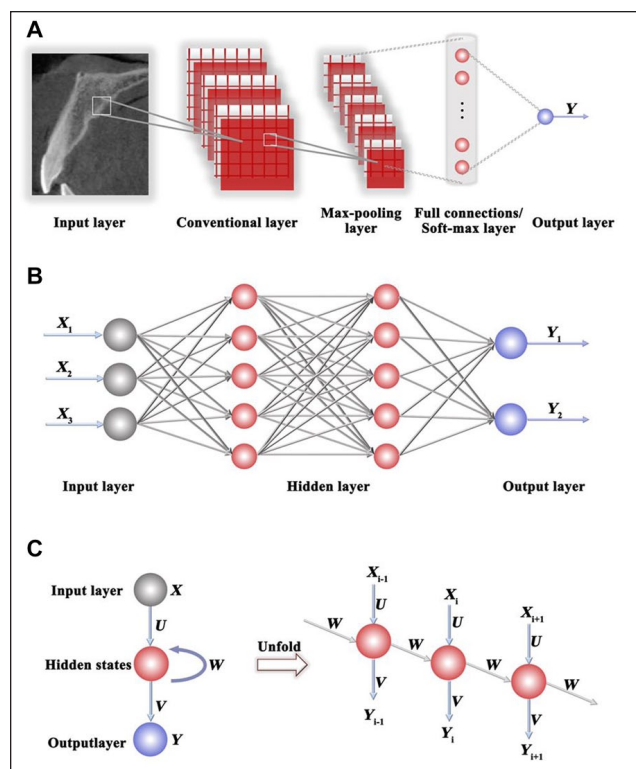 A
Y
Input layer
Conventional layer
Max-pooling
layer
Full connections/
Soft-max layer
Output layer
B
X1
X2
X3
Y1
Y2
Input layer
Hidden layer
Output layer
C
Input layer
X
U
Hidden states
W
V
Outputlayer
Y
Unfold
Xi-1
Xi
Xi+1
U
U
U
W
W
W
W
V
V
V
Yi-1
Yi
Yi+1